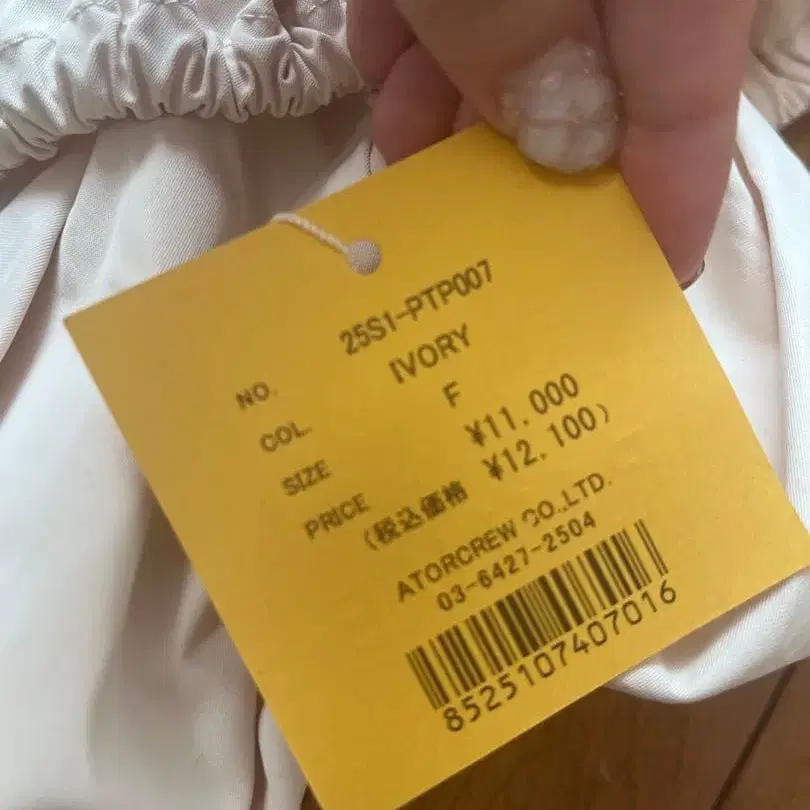 NO. 25S1-PTP007
COL. IVORY
SIZE F
PRICE ¥11,000
(税込価格 ¥12,100)
ATORCREW CO.,LTD.
03-6427-2504
8525107407016